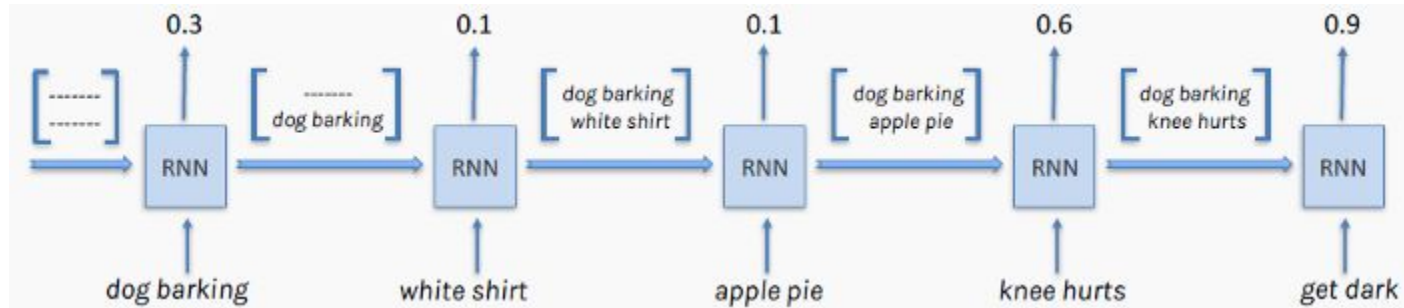 0.3 0.1 0.1 0.6 0.9
------- ------- dog barking dog barking dog barking
------- dog barking white shirt apple pie knee hurts
RNN RNN RNN RNN RNN
dog barking white shirt apple pie knee hurts get dark